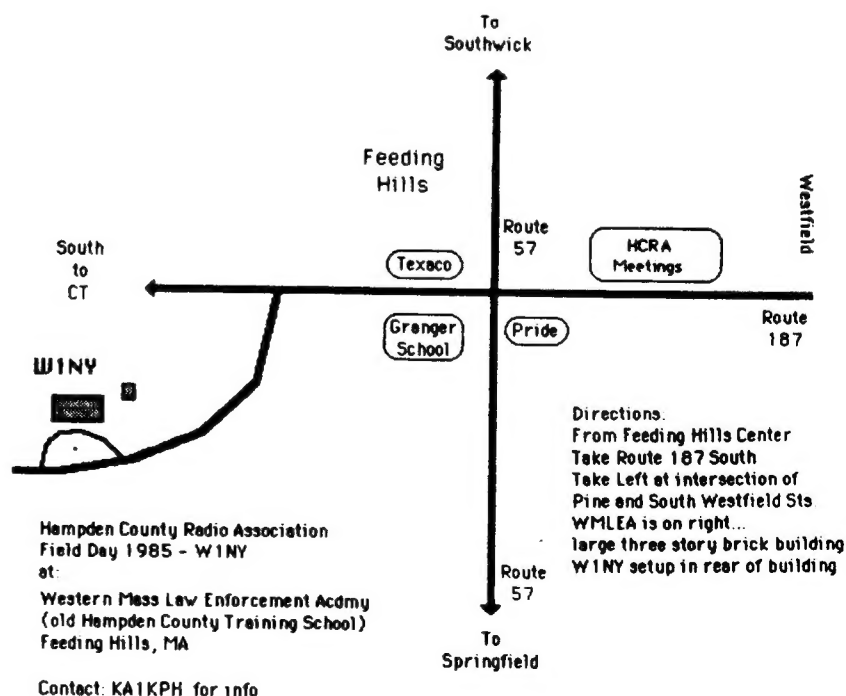 To
Southwick
Feeding
Hills
Westfield
Route
57
HCRA
Meetings
South
to
CT
Texaco
Granger
School
Pride
Route
187
W1NY
Directions:
From Feeding Hills Center
Take Route 187 South
Take Left at intersection of
Pine and South Westfield Sts.
WMLEA is on right...
large three story brick building
W1NY setup in rear of building
Hampden County Radio Association
Field Day 1985 - W1NY
at:
Western Mass Law Enforcement Acdmy
(old Hampden County Training School)
Feeding Hills, MA
Contact: KA1KPH for info
Route
57
To
Springfield